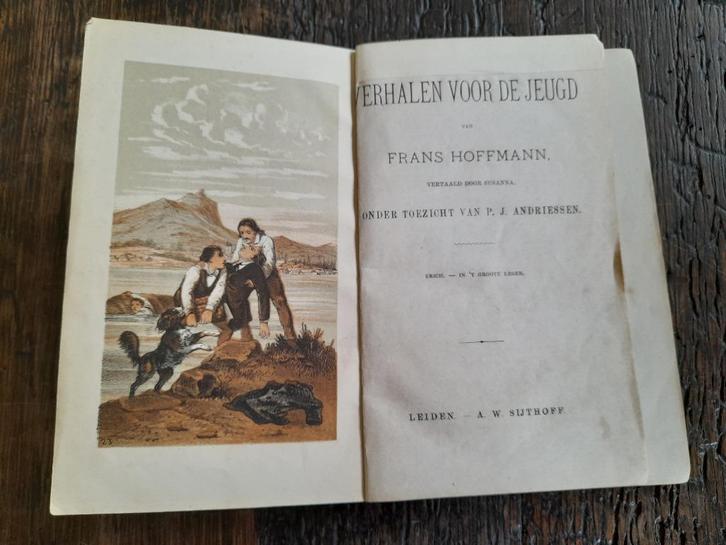 VERHALEN VOOR DE JEUGD
VAN
FRANS HOFFMANN,
VERTAALD DOOR SUSANNA,
ONDER TOEZICHT VAN P. J. ANDRIESSEN.
ERICH. — IN 'T GROOTE LEGER.
LEIDEN. — A. W. SIJTHOFF
23